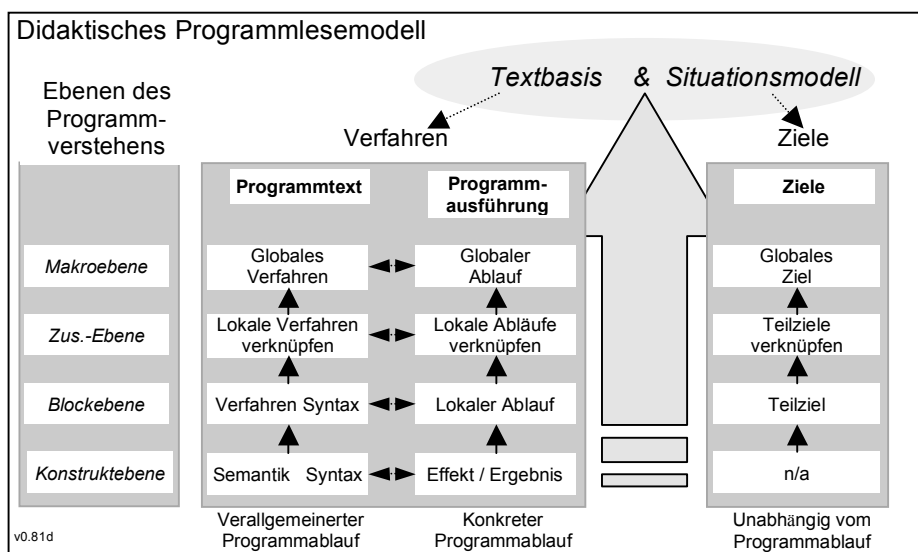 Didaktisches Programmlesemodell
Textbasis & Situationsmodell
Ebenen des
Programm-
verstehens
Verfahren
Ziele
Programmtext
Programm-
ausführung
Ziele
Makroebene
Globales
Verfahren
Globaler
Ablauf
Globales
Ziel
Zus.-Ebene
Lokale Verfahren
verknüpfen
Lokale Abläufe
verknüpfen
Teilziele
verknüpfen
Blockebene
Verfahren Syntax
Lokaler Ablauf
Teilziel
Konstruktebene
Semantik Syntax
Effekt / Ergebnis
n/a
v0.81d
Verallgemeinerter
Programmablauf
Konkreter
Programmablauf
Unabhängig vom
Programmablauf